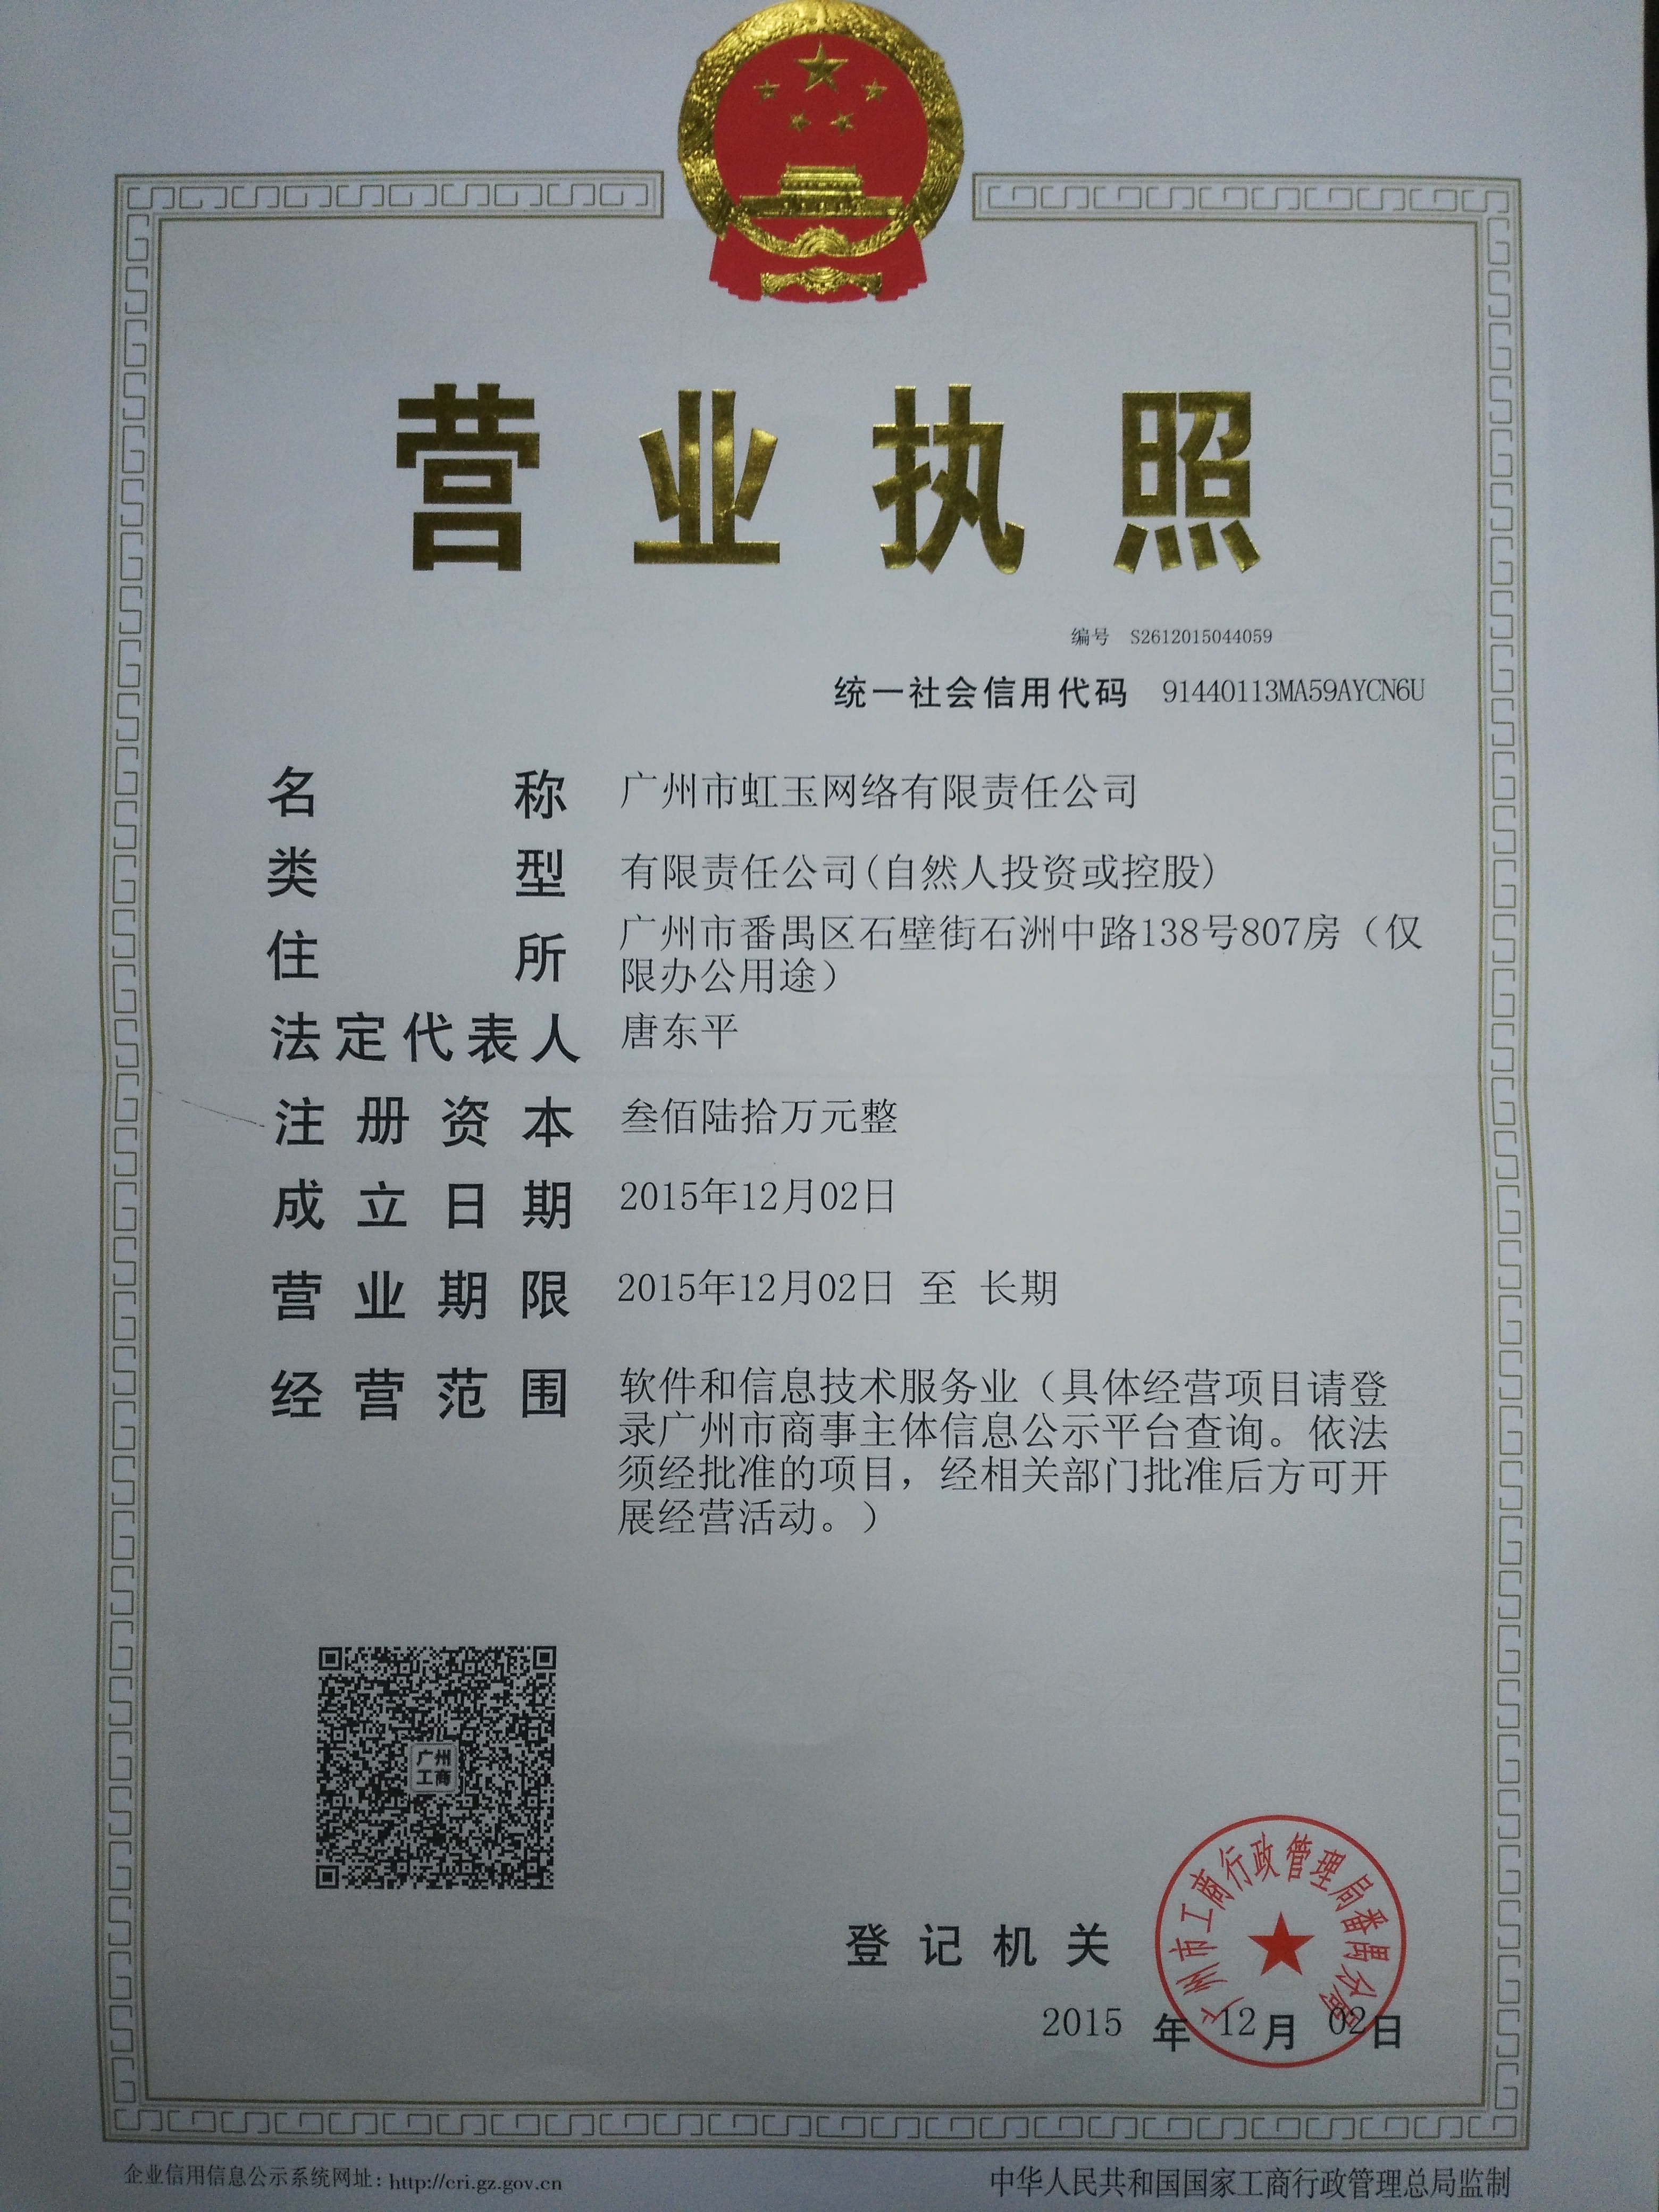 营业执照
编号 S2612015044059
统一社会信用代码 91440113MA59AYCN6U
名称 广州市虹玉网络有限责任公司
类型 有限责任公司(自然人投资或控股)
住所 广州市番禺区石壁街石洲中路138号807房（仅
限办公用途）
法定代表人 唐东平
注册资本 叁佰陆拾万元整
成立日期 2015年12月02日
营业期限 2015年12月02日 至 长期
经营范围 软件和信息技术服务业（具体经营项目请登
录广州市商事主体信息公示平台查询。依法
须经批准的项目，经相关部门批准后方可开
展经营活动。）
广州
工商
登记机关
广州市工商行政管理局番禺分局
2015 年 12 月 02 日
企业信用信息公示系统网址: http://cri.gz.gov.cn
中华人民共和国国家工商行政管理总局监制